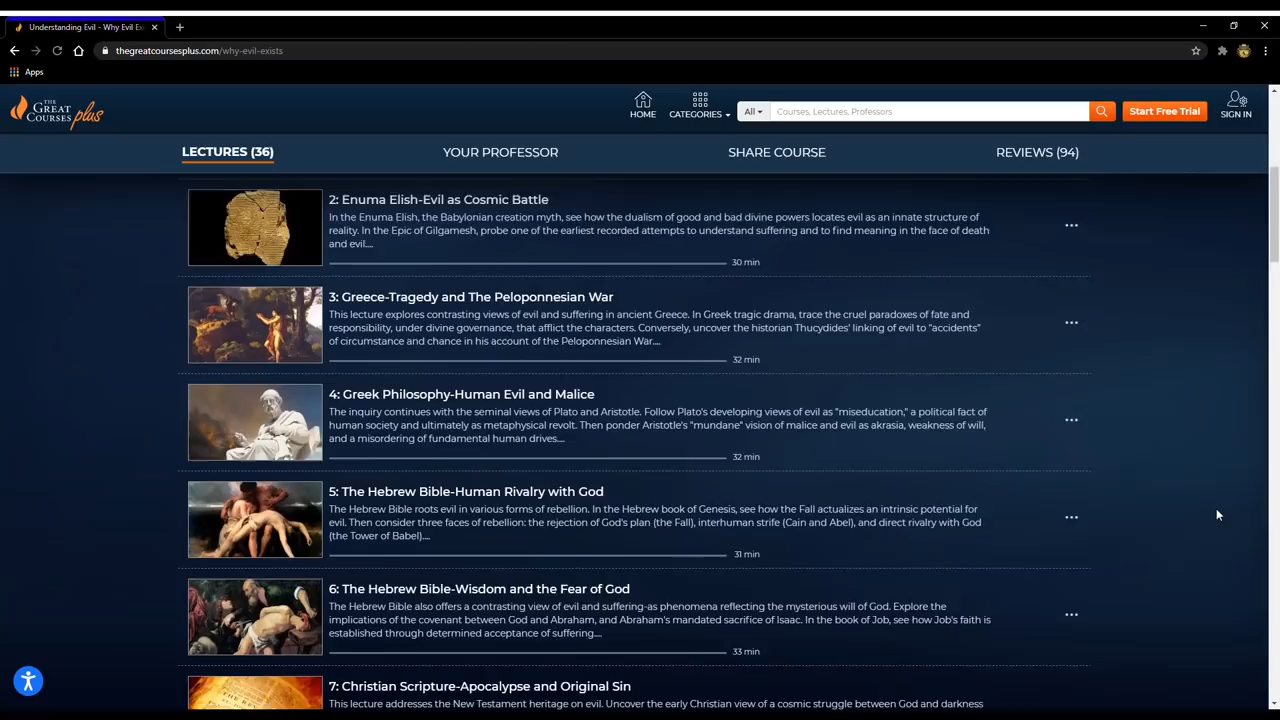 Understanding Evil - Why Evil Ex
thegreatcoursesplus.com/why-evil-exists
Apps
THE GREAT COURSES plus
HOME
CATEGORIES
All
Courses, Lectures, Professors
Start Free Trial
SIGN IN
LECTURES (36)
YOUR PROFESSOR
SHARE COURSE
REVIEWS (94)
2: Enuma Elish-Evil as Cosmic Battle
In the Enuma Elish, the Babylonian creation myth, see how the dualism of good and bad divine powers locates evil as an innate structure of
reality. In the Epic of Gilgamesh, probe one of the earliest recorded attempts to understand suffering and to find meaning in the face of death
and evil....
30 min
3: Greece-Tragedy and The Peloponnesian War
This lecture explores contrasting views of evil and suffering in ancient Greece. In Greek tragic drama, trace the cruel paradoxes of fate and
responsibility, under divine governance, that afflict the characters. Conversely, uncover the historian Thucydides' linking of evil to "accidents"
of circumstance and chance in his account of the Peloponnesian War....
32 min
4: Greek Philosophy-Human Evil and Malice
The inquiry continues with the seminal views of Plato and Aristotle. Follow Plato's developing views of evil as "miseducation," a political fact of
human society and ultimately as metaphysical revolt. Then ponder Aristotle's "mundane" vision of malice and evil as akrasia, weakness of will,
and a misordering of fundamental human drives....
32 min
5: The Hebrew Bible-Human Rivalry with God
The Hebrew Bible roots evil in various forms of rebellion. In the Hebrew book of Genesis, see how the Fall actualizes an intrinsic potential for
evil. Then consider three faces of rebellion: the rejection of God's plan (the Fall), interhuman strife (Cain and Abel), and direct rivalry with God
(the Tower of Babel)....
31 min
6: The Hebrew Bible-Wisdom and the Fear of God
The Hebrew Bible also offers a contrasting view of evil and suffering-as phenomena reflecting the mysterious will of God. Explore the
implications of the covenant between God and Abraham, and Abraham's mandated sacrifice of Isaac. In the book of Job, see how Job's faith is
established through determined acceptance of suffering....
33 min
7: Christian Scripture-Apocalypse and Original Sin
This lecture addresses the New Testament heritage on evil. Uncover the early Christian view of a cosmic struggle between God and darkness